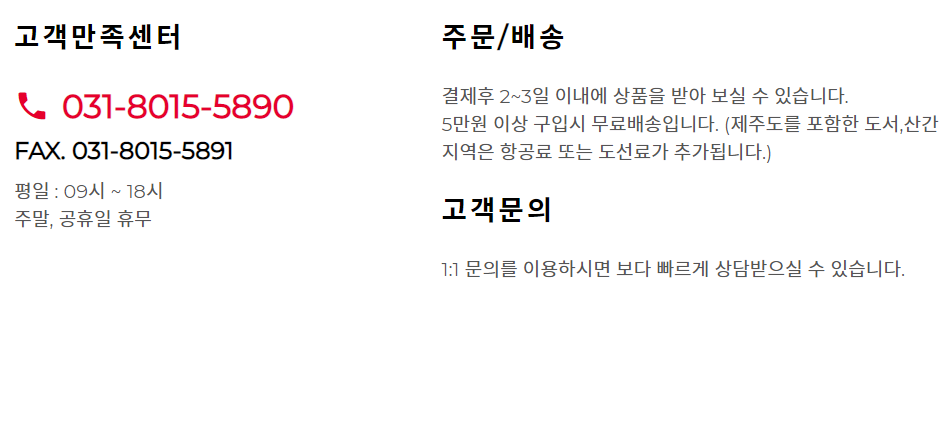 고객만족센터
031-8015-5890
FAX. 031-8015-5891
평일 : 09시 ~ 18시
주말, 공휴일 휴무
주문/배송
결제후 2~3일 이내에 상품을 받아 보실 수 있습니다.
5만원 이상 구입시 무료배송입니다. (제주도를 포함한 도서,산간
지역은 항공료 또는 도선료가 추가됩니다.)
고객문의
1:1 문의를 이용하시면 보다 빠르게 상담받으실 수 있습니다.